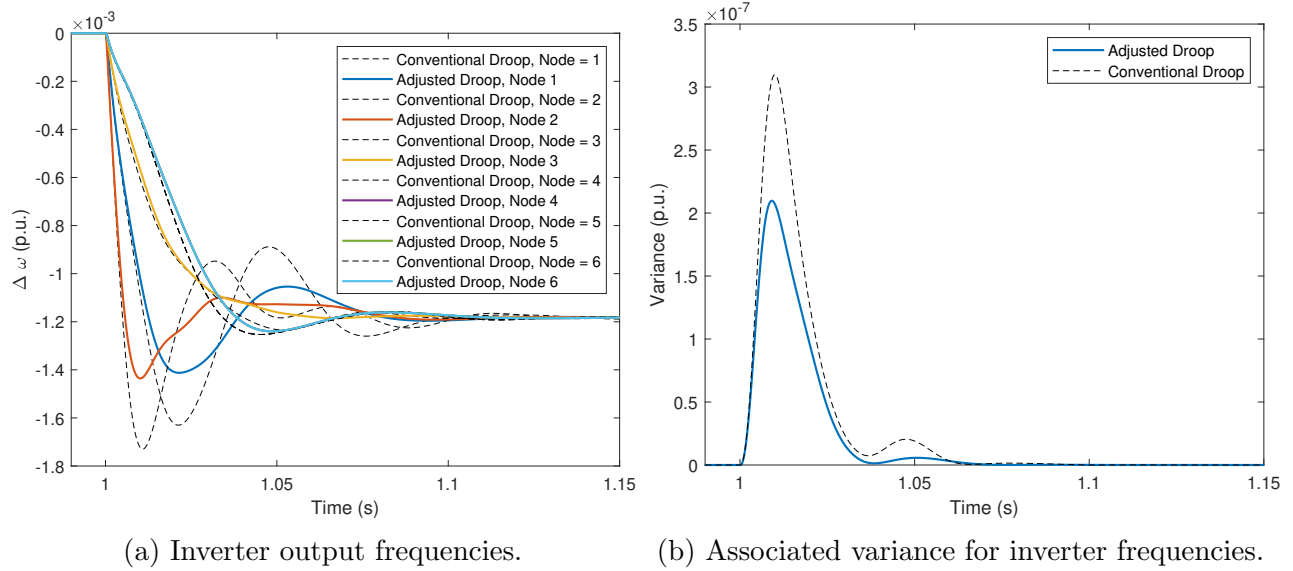 ×10-3
0
-0.2
-0.4
-0.6
-0.8
-1
-1.2
-1.4
-1.6
-1.8
Δ ω (p.u.)
1
1.05
1.1
1.15
Time (s)
Conventional Droop, Node = 1
Adjusted Droop, Node 1
Conventional Droop, Node = 2
Adjusted Droop, Node 2
Conventional Droop, Node = 3
Adjusted Droop, Node 3
Conventional Droop, Node = 4
Adjusted Droop, Node 4
Conventional Droop, Node = 5
Adjusted Droop, Node 5
Conventional Droop, Node = 6
Adjusted Droop, Node 6
(a) Inverter output frequencies.
×10-7
3.5
3
2.5
2
1.5
1
0.5
0
Variance (p.u.)
1
1.05
1.1
1.15
Time (s)
Adjusted Droop
Conventional Droop
(b) Associated variance for inverter frequencies.